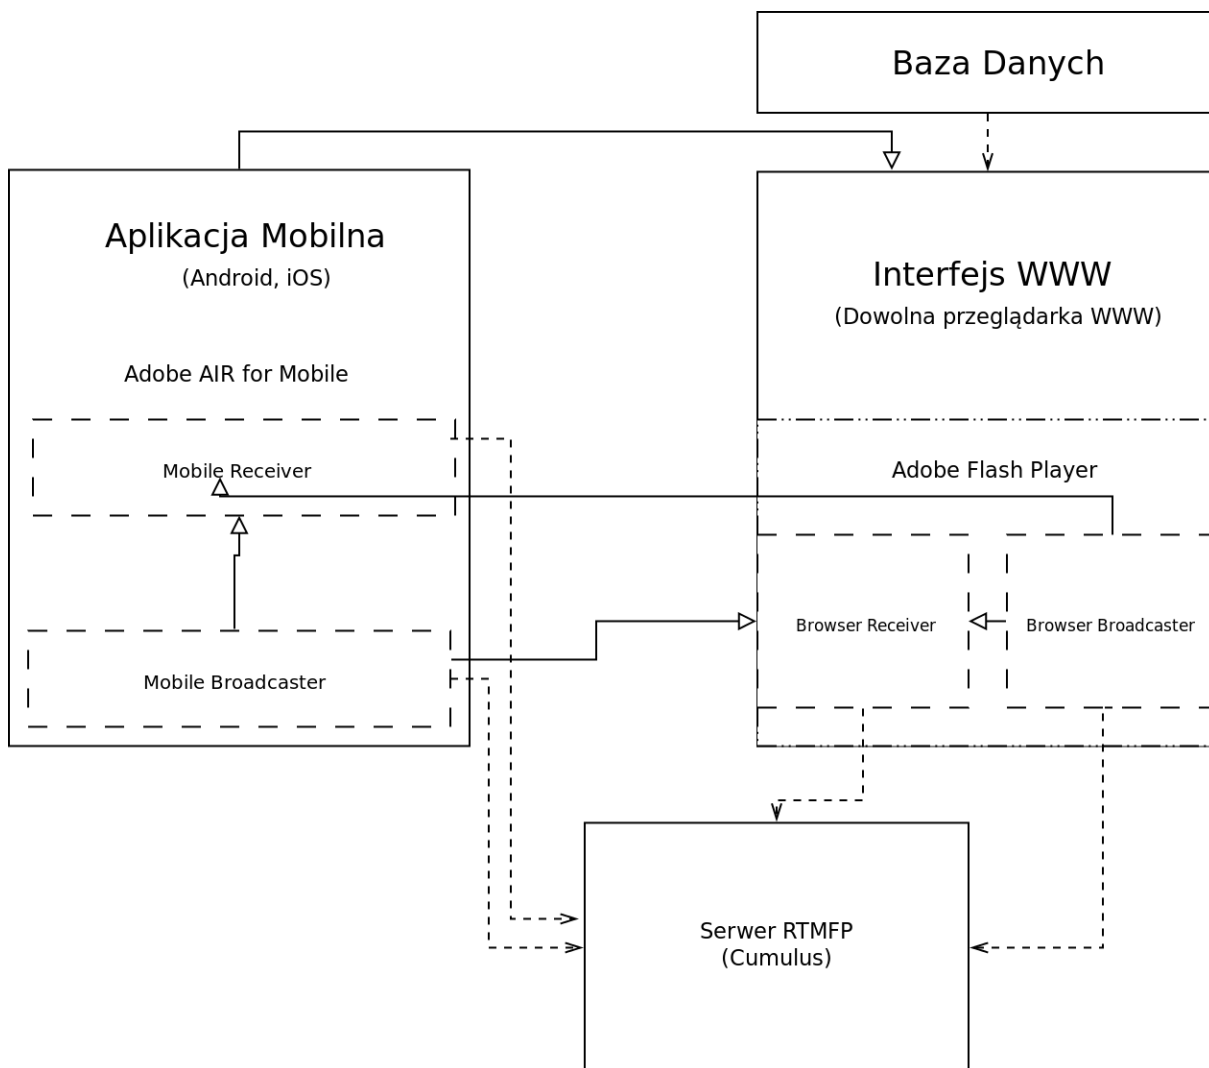 Baza Danych
Aplikacja Mobilna
(Android, iOS)
Adobe AIR for Mobile
Mobile Receiver
Mobile Broadcaster
Interfejs WWW
(Dowolna przeglądarka WWW)
Adobe Flash Player
Browser Receiver
Browser Broadcaster
Serwer RTMFP
(Cumulus)